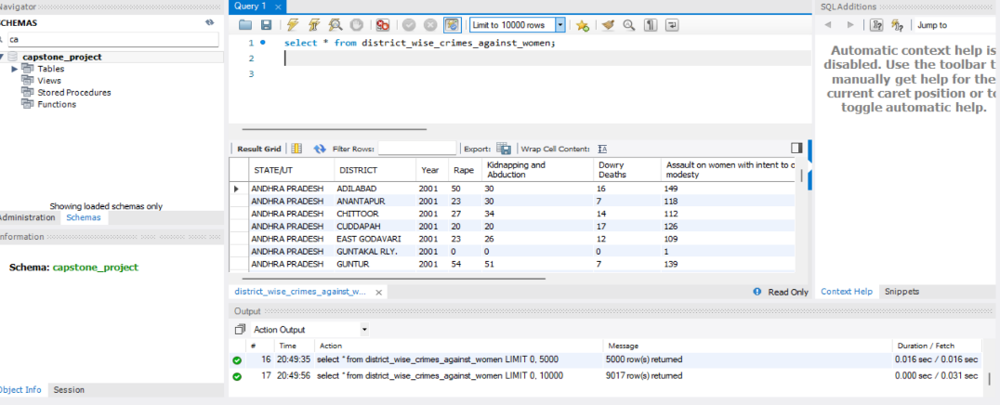 Navigator
SCHEMAS
ca
capstone_project
Tables
Views
Stored Procedures
Functions
Showing loaded schemas only
Administration Schemas
Information
Schema: capstone_project
Object Info Session
Query 1 ×
Limit to 10000 rows
1 select * from district_wise_crimes_against_women;
2
3
Result Grid Filter Rows: Export: Wrap Cell Content:
STATE/UT DISTRICT Year Rape Kidnapping and Abduction Dowry Deaths Assault on women with intent to o modesty
ANDHRA PRADESH ADILABAD 2001 50 30 16 149
ANDHRA PRADESH ANANTAPUR 2001 23 30 7 118
ANDHRA PRADESH CHITTOOR 2001 27 34 14 112
ANDHRA PRADESH CUDDAPAH 2001 20 20 17 126
ANDHRA PRADESH EAST GODAVARI 2001 23 26 12 109
ANDHRA PRADESH GUNTAKAL RLY. 2001 0 0 0 1
ANDHRA PRADESH GUNTUR 2001 54 51 7 139
district_wise_crimes_against_w... × Read Only
Output
Action Output
# Time Action Message Duration / Fetch
16 20:49:35 select * from district_wise_crimes_against_women LIMIT 0, 5000 5000 row(s) returned 0.016 sec / 0.016 sec
17 20:49:56 select * from district_wise_crimes_against_women LIMIT 0, 10000 9017 row(s) returned 0.000 sec / 0.031 sec
SQLAdditions
Jump to
Automatic context help is
disabled. Use the toolbar t
manually get help for the
current caret position or to
toggle automatic help.
Context Help Snippets